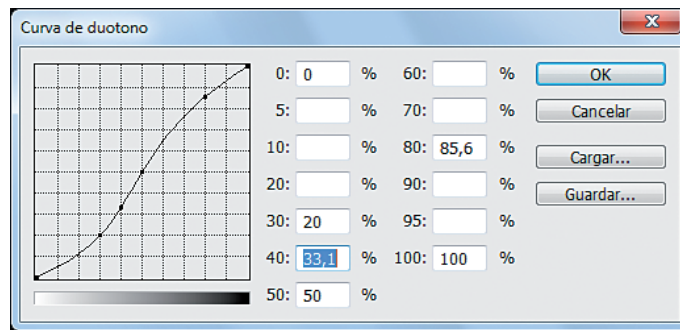 Curva de duotono
0: 0 % 60: % OK
5: % 70: % Cancelar
10: % 80: 85,6 % Cargar...
20: % 90: % Guardar...
30: 20 % 95: %
40: 33,1 % 100: 100 %
50: 50 %